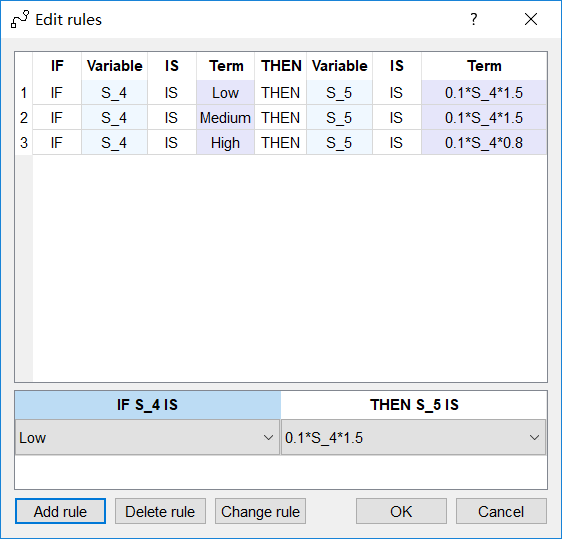 Edit rules ?
IF Variable IS Term THEN Variable IS Term
1 IF S_4 IS Low THEN S_5 IS 0.1*S_4*1.5
2 IF S_4 IS Medium THEN S_5 IS 0.1*S_4*1.5
3 IF S_4 IS High THEN S_5 IS 0.1*S_4*0.8
IF S_4 IS THEN S_5 IS
Low 0.1*S_4*1.5
Add rule Delete rule Change rule OK Cancel